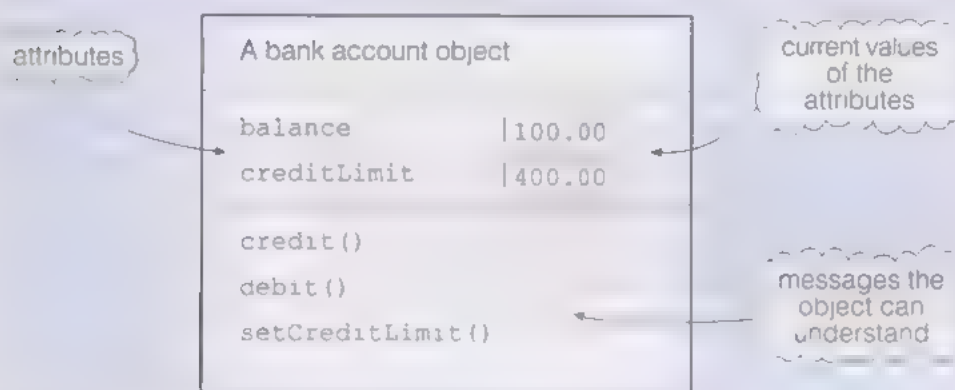 attributes
A bank account object
balance |100.00
creditLimit |400.00
credit()
debit()
setCreditLimit()
current values
of the
attributes
messages the
object can
understand